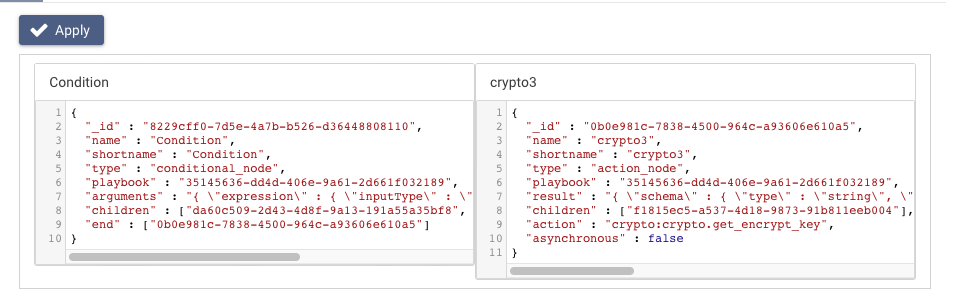 Apply
Condition
1 {
2 "_id" : "8229cff0-7d5e-4a7b-b526-d36448808110",
3 "name" : "Condition",
4 "shortname" : "Condition",
5 "type" : "conditional_node",
6 "playbook" : "35145636-dd4d-406e-9a61-2d661f032189",
7 "arguments" : "{ \"expression\" : { \"inputType\" : \"
8 "children" : ["da60c509-2d43-4d8f-9a13-191a55a35bf8",
9 "end" : ["0b0e981c-7838-4500-964c-a93606e610a5"]
10 }
crypto3
1 {
2 "_id" : "0b0e981c-7838-4500-964c-a93606e610a5",
3 "name" : "crypto3",
4 "shortname" : "crypto3",
5 "type" : "action_node",
6 "playbook" : "35145636-dd4d-406e-9a61-2d661f032189",
7 "result" : "{ \"schema\" : { \"type\" : \"string\", \"
8 "children" : ["f1815ec5-a537-4d18-9873-91b811eeb004"],
9 "action" : "crypto:crypto.get_encrypt_key",
10 "asynchronous" : false
11 }